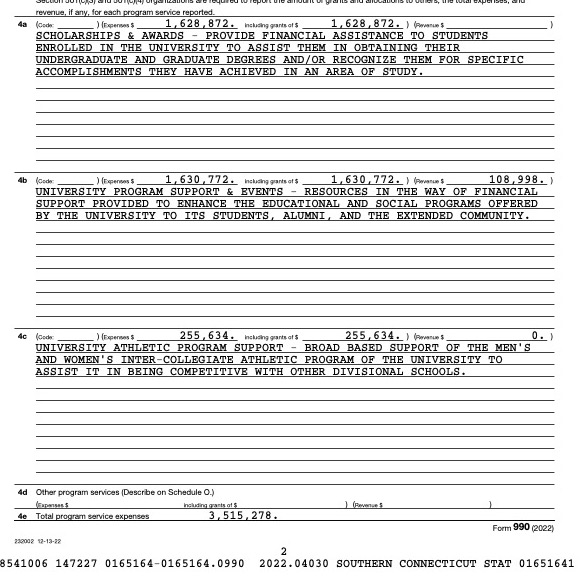 Section 501(c)(3) and 501(c)(4) organizations are required to report the amount of grants and allocations to others, the total expenses, and
revenue, if any, for each program service reported.
4a (Code: ) (Expenses $ 1,628,872. including grants of $ 1,628,872. ) (Revenue $ )
SCHOLARSHIPS & AWARDS - PROVIDE FINANCIAL ASSISTANCE TO STUDENTS
ENROLLED IN THE UNIVERSITY TO ASSIST THEM IN OBTAINING THEIR
UNDERGRADUATE AND GRADUATE DEGREES AND/OR RECOGNIZE THEM FOR SPECIFIC
ACCOMPLISHMENTS THEY HAVE ACHIEVED IN AN AREA OF STUDY.
4b (Code: ) (Expenses $ 1,630,772. including grants of $ 1,630,772. ) (Revenue $ 108,998. )
UNIVERSITY PROGRAM SUPPORT & EVENTS - RESOURCES IN THE WAY OF FINANCIAL
SUPPORT PROVIDED TO ENHANCE THE EDUCATIONAL AND SOCIAL PROGRAMS OFFERED
BY THE UNIVERSITY TO ITS STUDENTS, ALUMNI, AND THE EXTENDED COMMUNITY.
4c (Code: ) (Expenses $ 255,634. including grants of $ 255,634. ) (Revenue $ 0. )
UNIVERSITY ATHLETIC PROGRAM SUPPORT - BROAD BASED SUPPORT OF THE MEN'S
AND WOMEN'S INTER-COLLEGIATE ATHLETIC PROGRAM OF THE UNIVERSITY TO
ASSIST IT IN BEING COMPETITIVE WITH OTHER DIVISIONAL SCHOOLS.
4d Other program services (Describe on Schedule O.)
(Expenses $ including grants of $ ) (Revenue $ )
4e Total program service expenses 3,515,278.
Form 990 (2022)
232002 12-13-22
2
8541006 147227 0165164-0165164.0990 2022.04030 SOUTHERN CONNECTICUT STAT 01651641